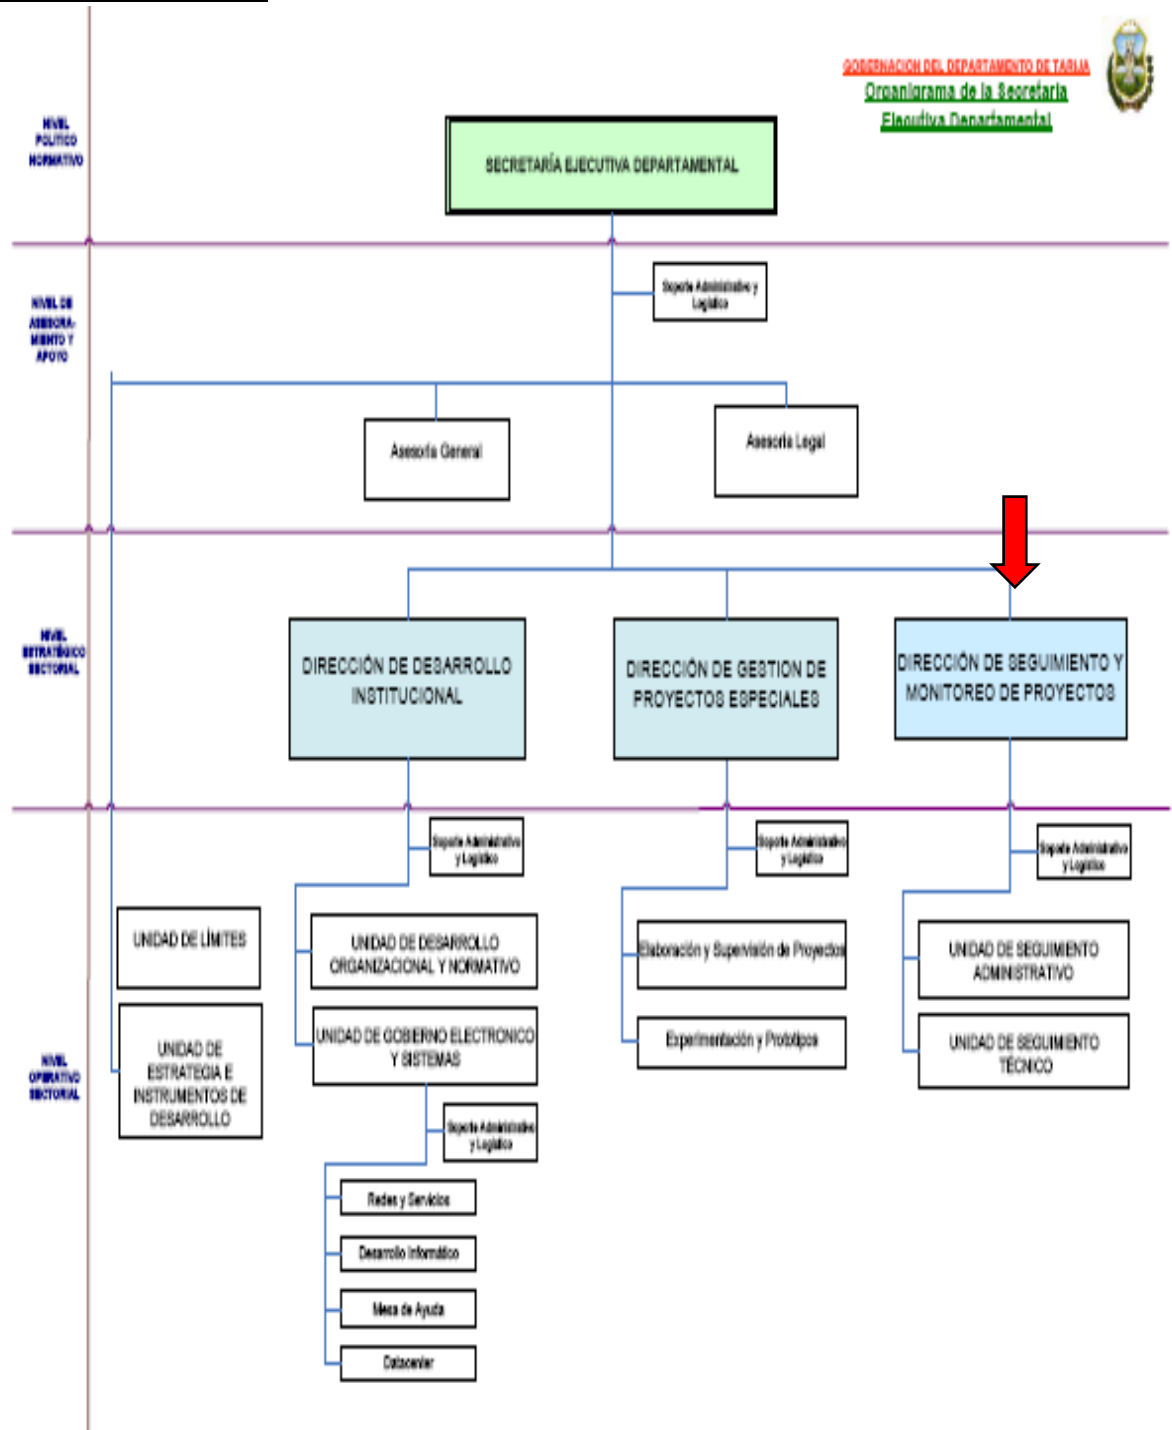 GOBERNACION DEL DEPARTAMENTO DE TARIJA
Organigrama de la Secretaria
Ejecutiva Departamental
NIVEL
POLITICO
NORMATIVO
SECRETARÍA EJECUTIVA DEPARTAMENTAL
NIVEL DE
ASESORA-
MIENTO Y
APOYO
Soporte Administrativo y
Logístico
Asesoría General
Asesoria Legal
NIVEL
ESTRATÉGICO
SECTORIAL
DIRECCIÓN DE DESARROLLO
INSTITUCIONAL
DIRECCIÓN DE GESTION DE
PROYECTOS ESPECIALES
DIRECCIÓN DE SEGUIMIENTO Y
MONITOREO DE PROYECTOS
NIVEL
OPERATIVO
SECTORIAL
UNIDAD DE LÍMITES
UNIDAD DE
ESTRATEGIA E
INSTRUMENTOS DE
DESARROLLO
Soporte Administrativo
y Logístico
UNIDAD DE DESARROLLO
ORGANIZACIONAL Y NORMATIVO
UNIDAD DE GOBIERNO ELECTRONICO
Y SISTEMAS
Soporte Administrativo
y Logístico
Redes y Servicios
Desarrollo Informático
Mesa de Ayuda
Datacenter
Soporte Administrativo
y Logístico
Elaboración y Supervisión de Proyectos
Experimentación y Prototipos
Soporte Administrativo
y Logístico
UNIDAD DE SEGUIMIENTO
ADMINISTRATIVO
UNIDAD DE SEGUIMIENTO
TÉCNICO